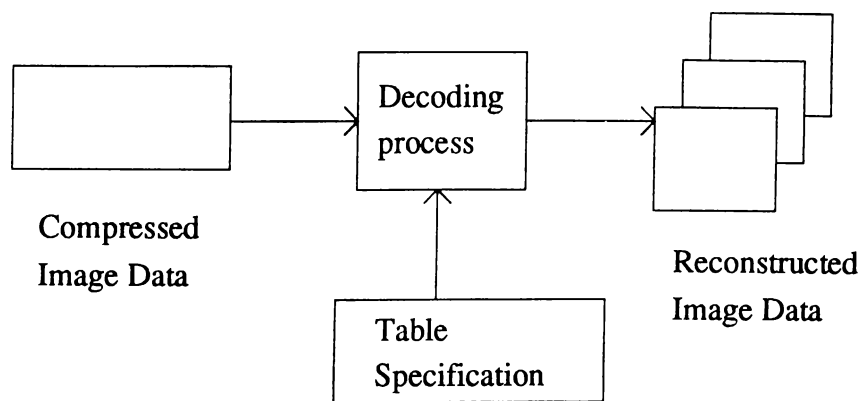 Decoding
process
Compressed
Image Data
Reconstructed
Image Data
Table
Specification